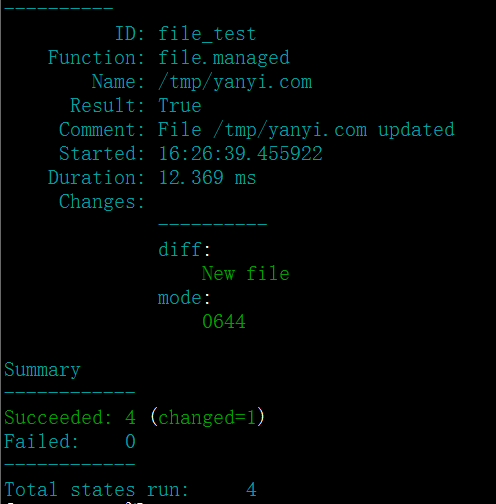 ----------
          ID: file_test
    Function: file.managed
        Name: /tmp/yanyi.com
      Result: True
     Comment: File /tmp/yanyi.com updated
     Started: 16:26:39.455922
    Duration: 12.369 ms
     Changes:
              ----------
              diff:
                  New file
              mode:
                  0644

Summary
------------
Succeeded: 4 (changed=1)
Failed:    0
------------
Total states run:     4